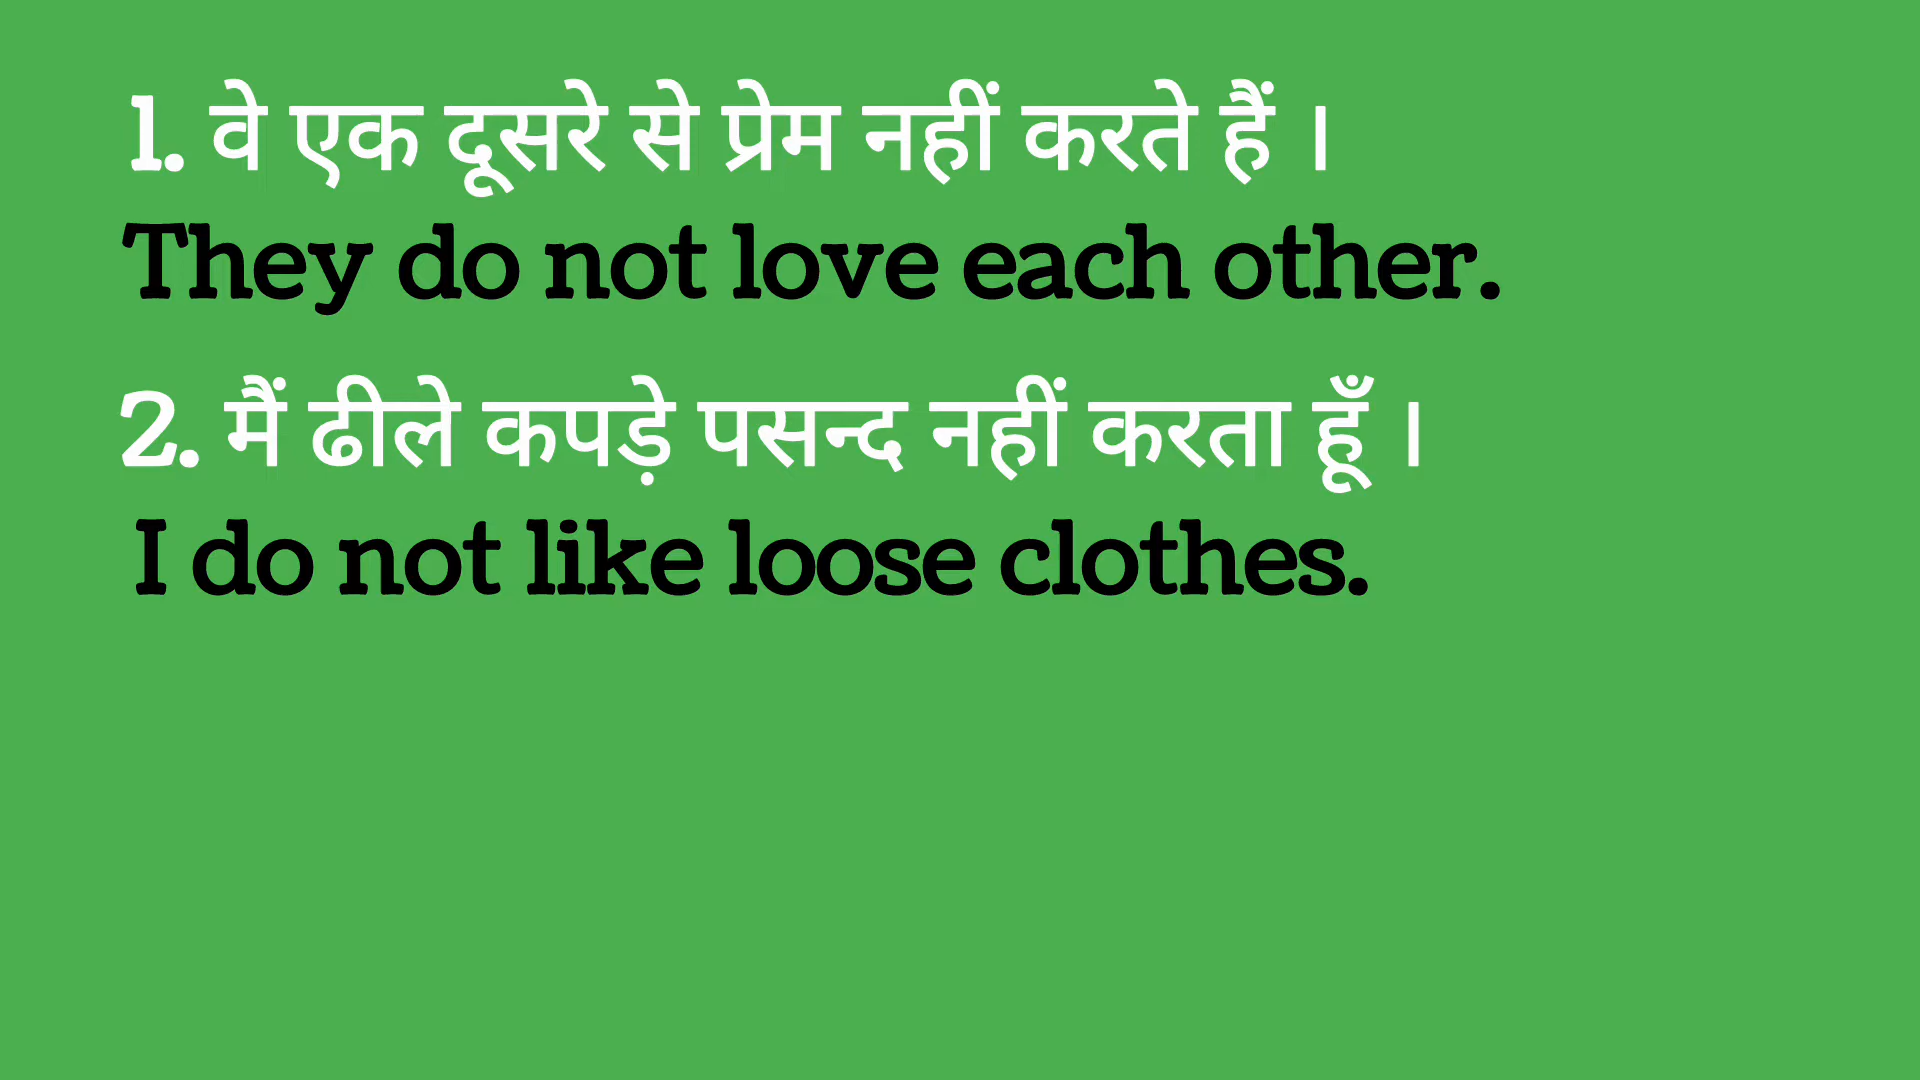 1. वे एक दूसरे से प्रेम नहीं करते हैं ।
They do not love each other.
2. मैं ढीले कपड़े पसन्द नहीं करता हूँ ।
I do not like loose clothes.